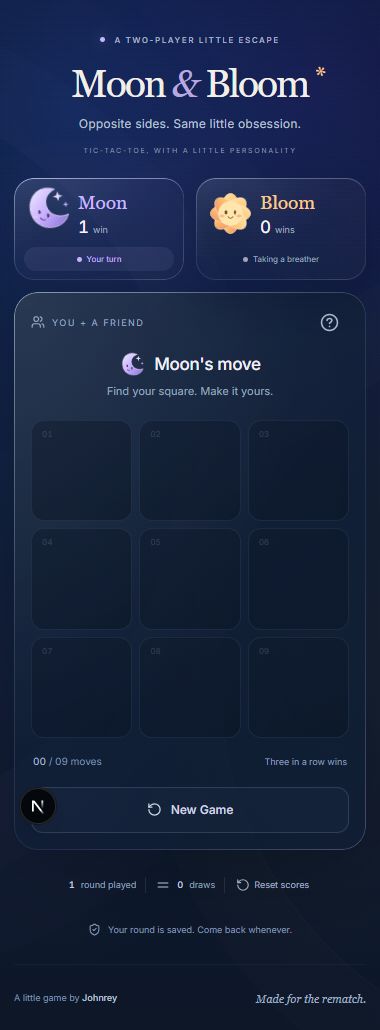 A TWO-PLAYER LITTLE ESCAPE
Moon & Bloom *
Opposite sides. Same little obsession.
TIC-TAC-TOE, WITH A LITTLE PERSONALITY
Moon
1 win
Your turn
Bloom
0 wins
Taking a breather
YOU + A FRIEND
Moon's move
Find your square. Make it yours.
01 02 03
04 05 06
07 08 09
00 / 09 moves
Three in a row wins
N
New Game
1 round played
0 draws
Reset scores
Your round is saved. Come back whenever.
A little game by Johnrey
Made for the rematch.